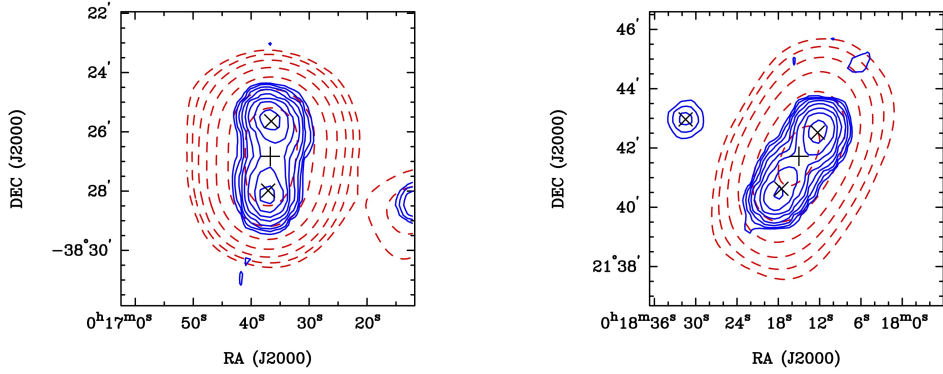 22′
24′
26′
28′
−38°30′
DEC (J2000)
0ʰ17ᵐ0ˢ 50ˢ 40ˢ 30ˢ 20ˢ
RA (J2000)
46′
44′
42′
40′
21°38′
DEC (J2000)
0ʰ18ᵐ36ˢ 30ˢ 24ˢ 18ˢ 12ˢ 6ˢ 0ʰ18ᵐ0ˢ
RA (J2000)